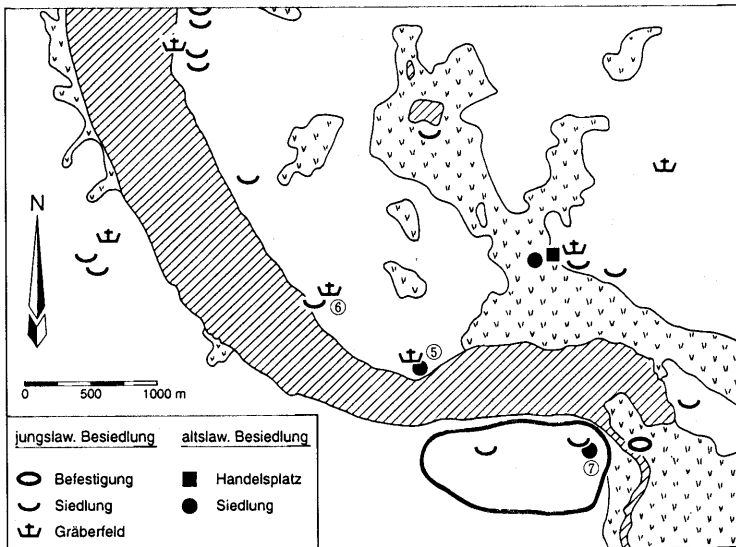 N
⑥
⑤
0 500 1000 m
⑦
jungslaw. Besiedlung altslaw. Besiedlung
Befestigung Handelsplatz
Siedlung Siedlung
Gräberfeld